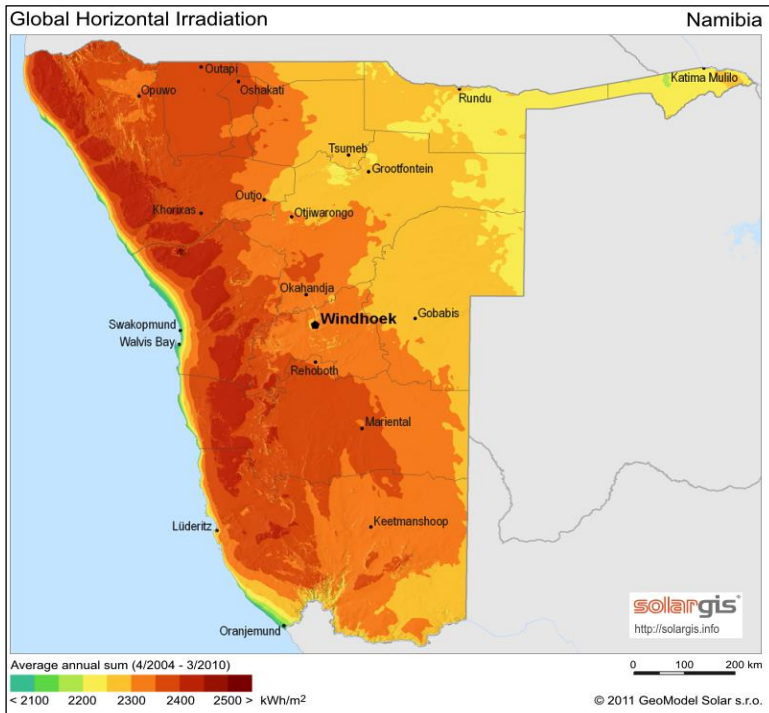 Global Horizontal Irradiation
Namibia
Outapi
Oshakati
Opuwo
Rundu
Katima Mulilo
Tsumeb
Grootfontein
Outjo
Khorixas
Otjiwarongo
Okahandja
Windhoek
Gobabis
Swakopmund
Walvis Bay
Rehoboth
Mariental
Lüderitz
Keetmanshoop
Oranjemund
solargis
http://solargis.info
Average annual sum (4/2004 - 3/2010)
< 2100 2200 2300 2400 2500 > kWh/m²
0 100 200 km
© 2011 GeoModel Solar s.r.o.